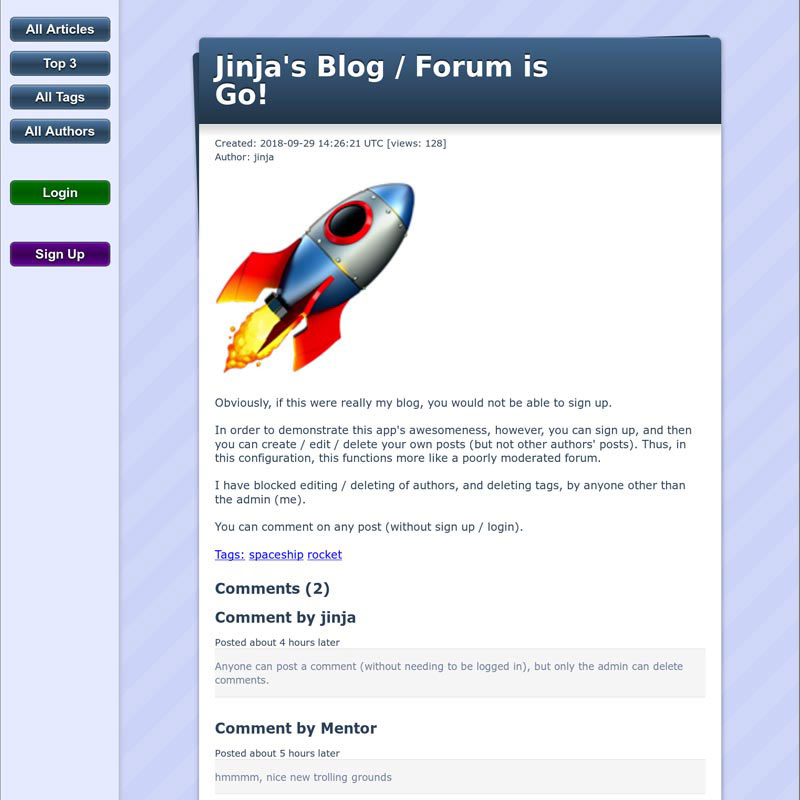 All Articles
Top 3
All Tags
All Authors
Login
Sign Up
Jinja's Blog / Forum is
Go!
Created: 2018-09-29 14:26:21 UTC [views: 128]
Author: jinja
Obviously, if this were really my blog, you would not be able to sign up.
In order to demonstrate this app's awesomeness, however, you can sign up, and then
you can create / edit / delete your own posts (but not other authors' posts). Thus, in
this configuration, this functions more like a poorly moderated forum.
I have blocked editing / deleting of authors, and deleting tags, by anyone other than
the admin (me).
You can comment on any post (without sign up / login).
Tags: spaceship rocket
Comments (2)
Comment by jinja
Posted about 4 hours later
Anyone can post a comment (without needing to be logged in), but only the admin can delete
comments.
Comment by Mentor
Posted about 5 hours later
hmmmm, nice new trolling grounds